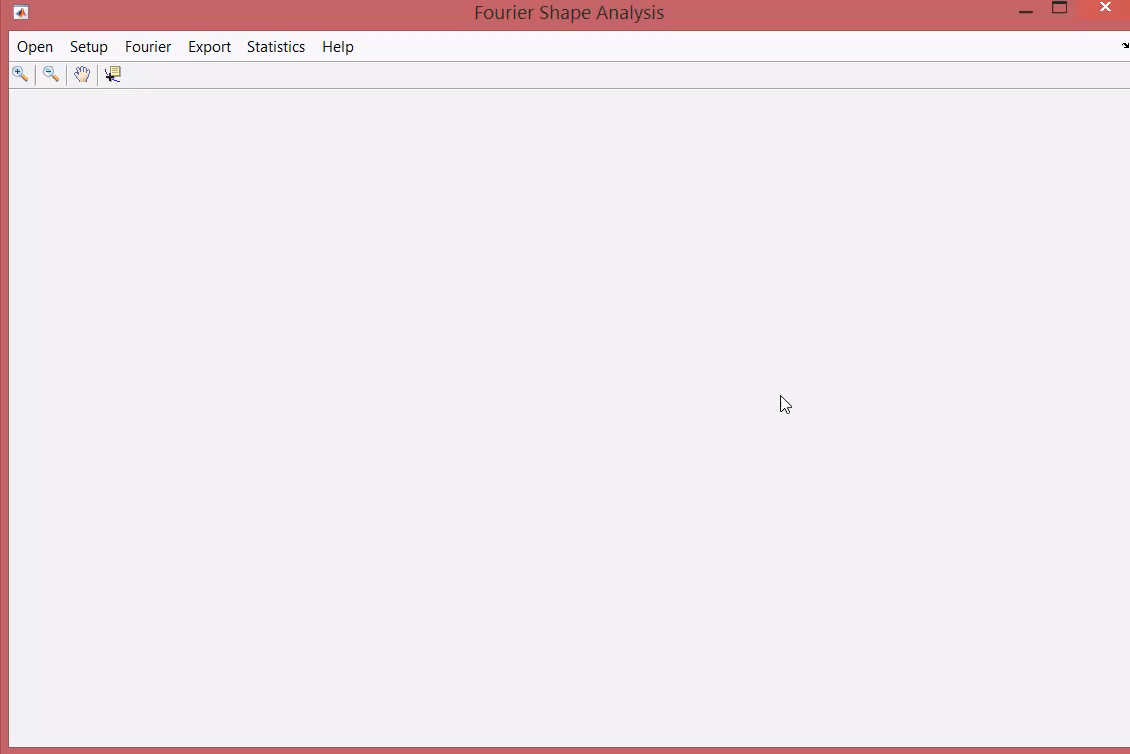 Fourier Shape Analysis
Open Setup Fourier Export Statistics Help